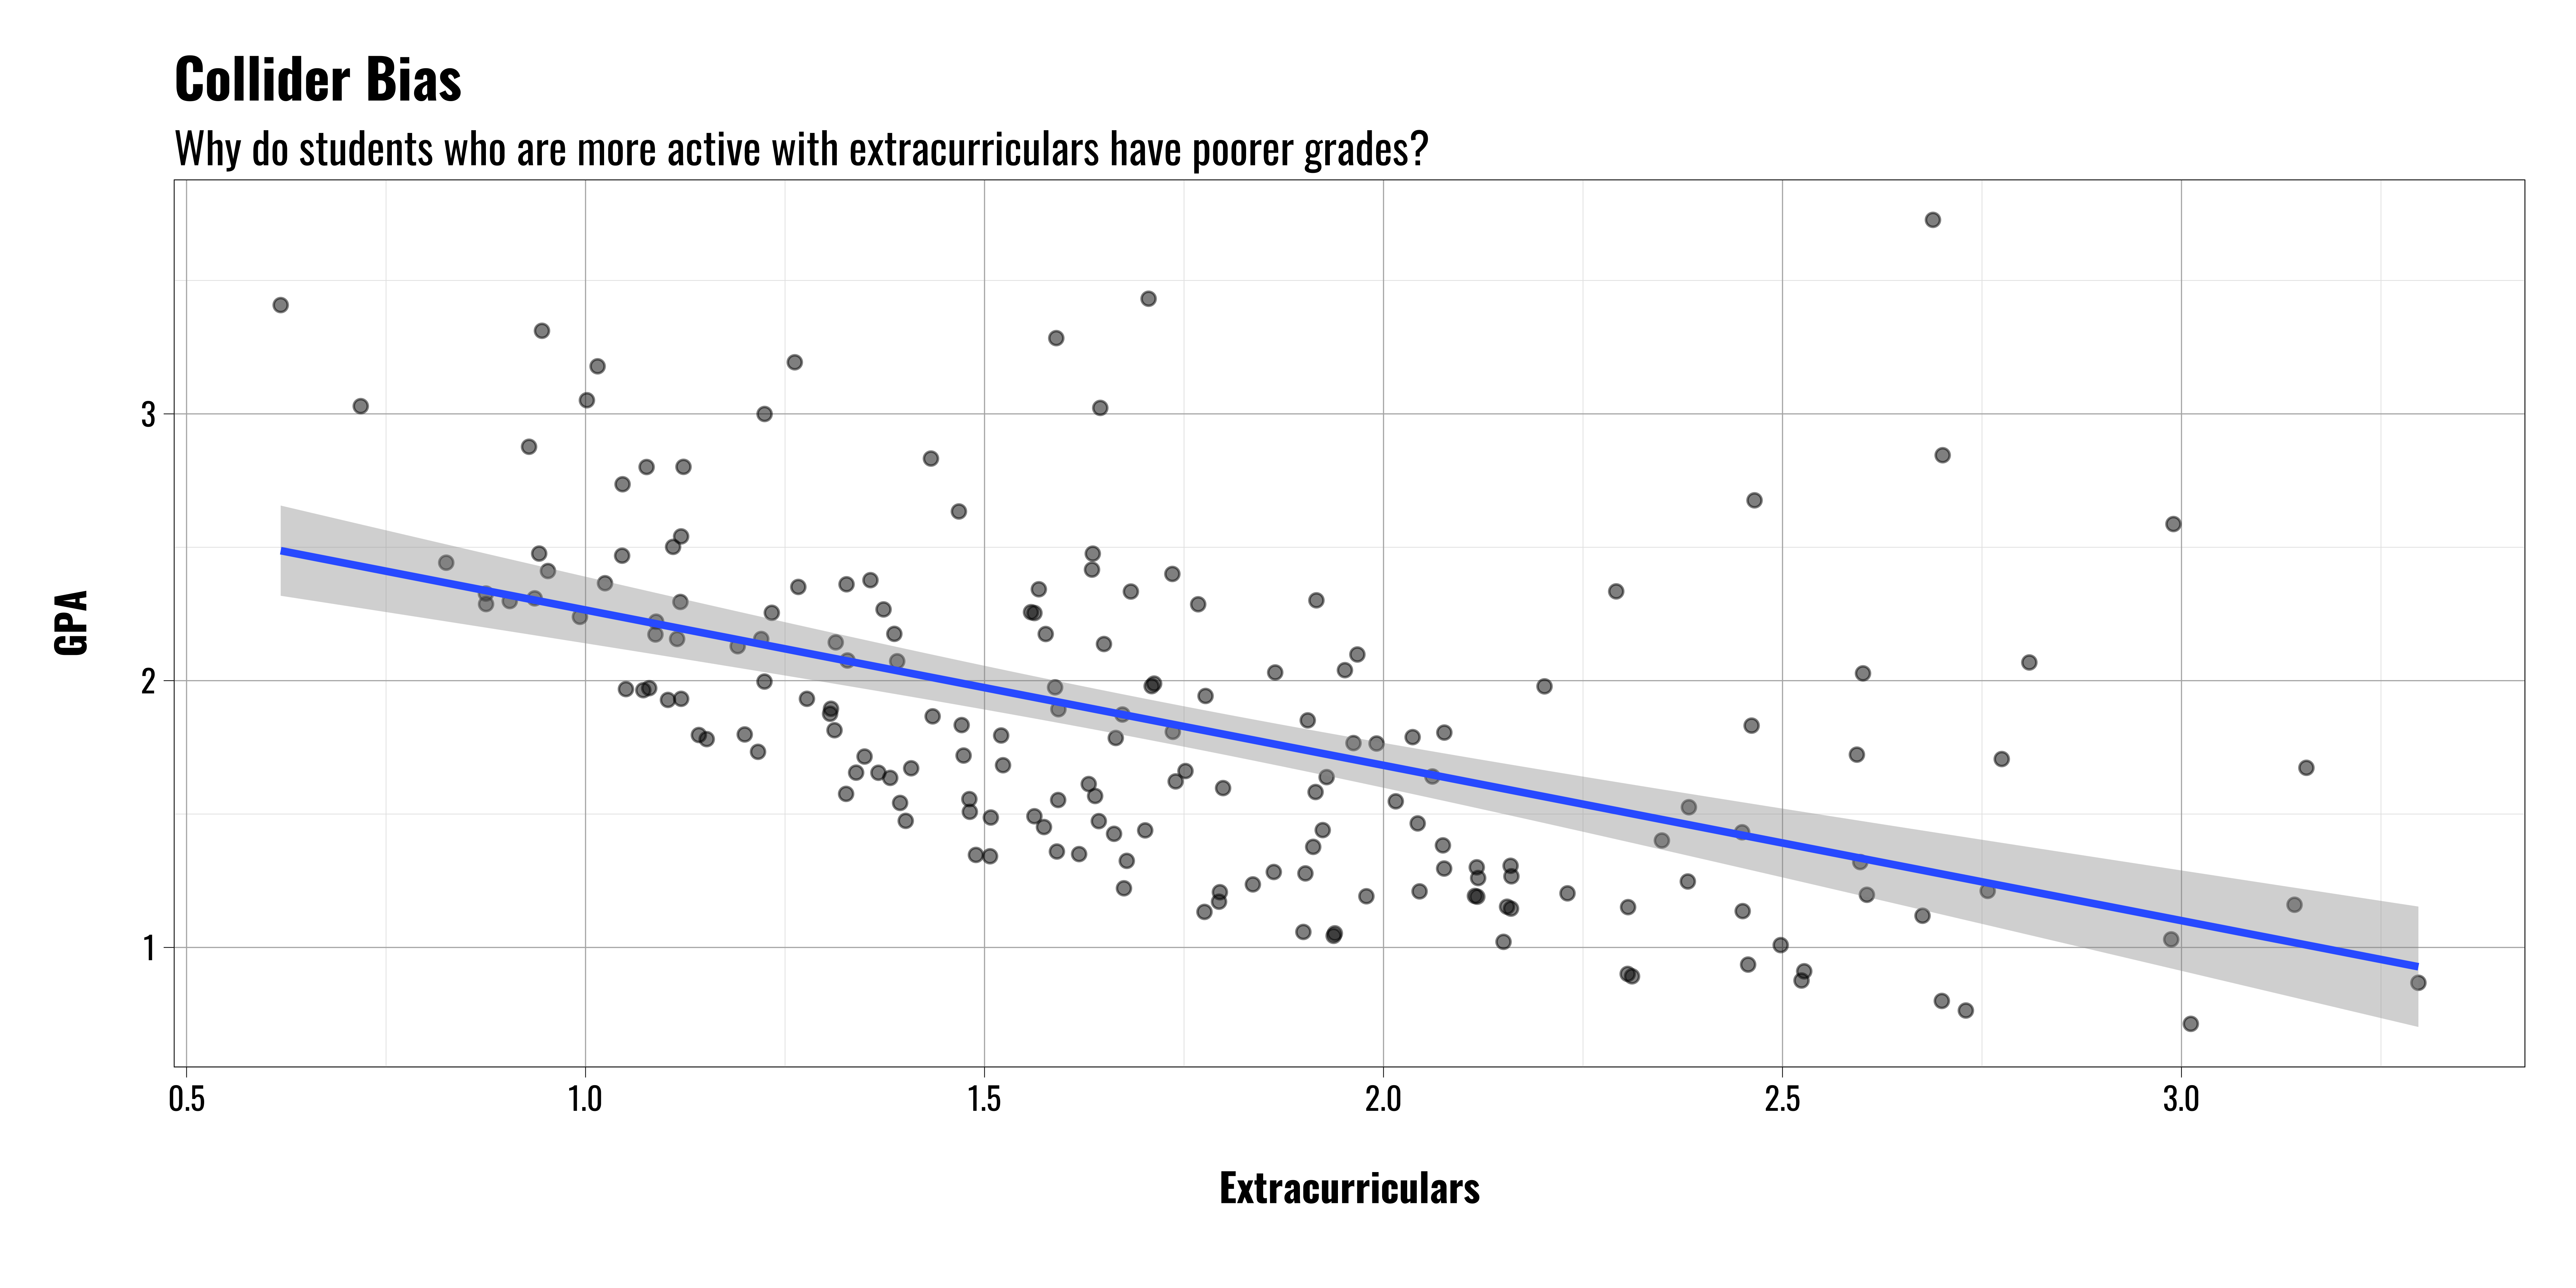 Collider Bias
Why do students who are more active with extracurriculars have poorer grades?
GPA
3
2
1
0.5 1.0 1.5 2.0 2.5 3.0
Extracurriculars